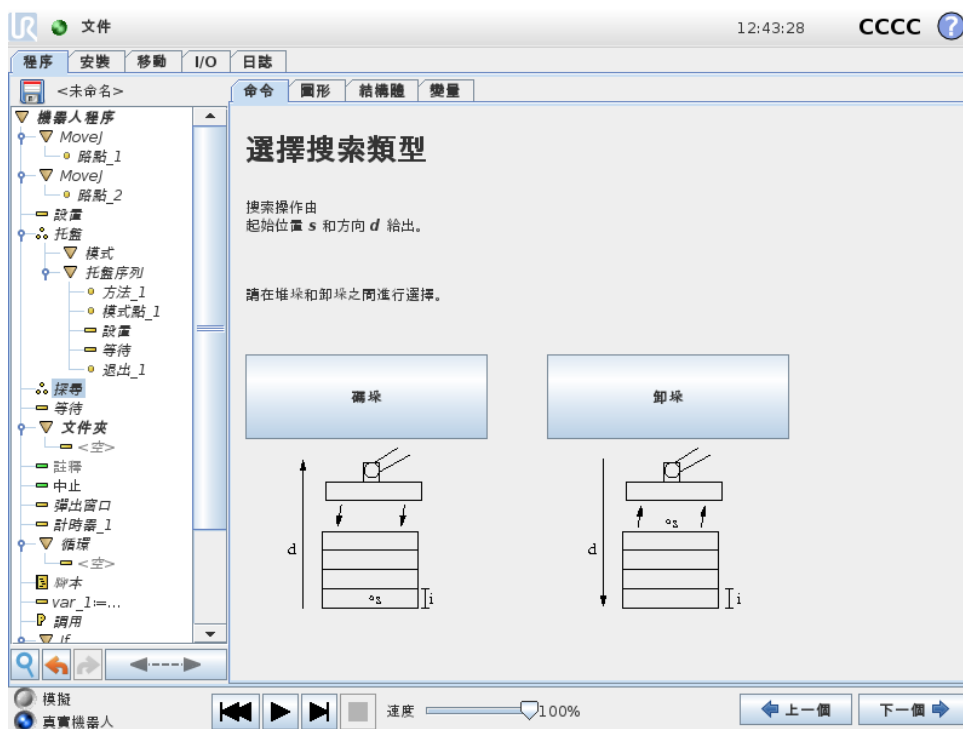 UR 文件 12:43:28 CCCC ?
程序 安裝 移動 I/O 日誌
<未命名> 命令 圖形 結構體 變量
機器人程序
MoveJ
路點_1
MoveJ
路點_2
設置
托盤
模式
托盤序列
方法_1
模式點_1
設置
等待
退出_1
探尋
等待
文件夾
<空>
註釋
中止
彈出窗口
計時器_1
循環
<空>
腳本
var_1:=...
調用
If
選擇搜索類型
搜索操作由
起始位置 s 和方向 d 給出。
請在堆垛和卸垛之間進行選擇。
碼垛 卸垛
d s i
d s i
模擬
真實機器人
速度 100%
上一個 下一個